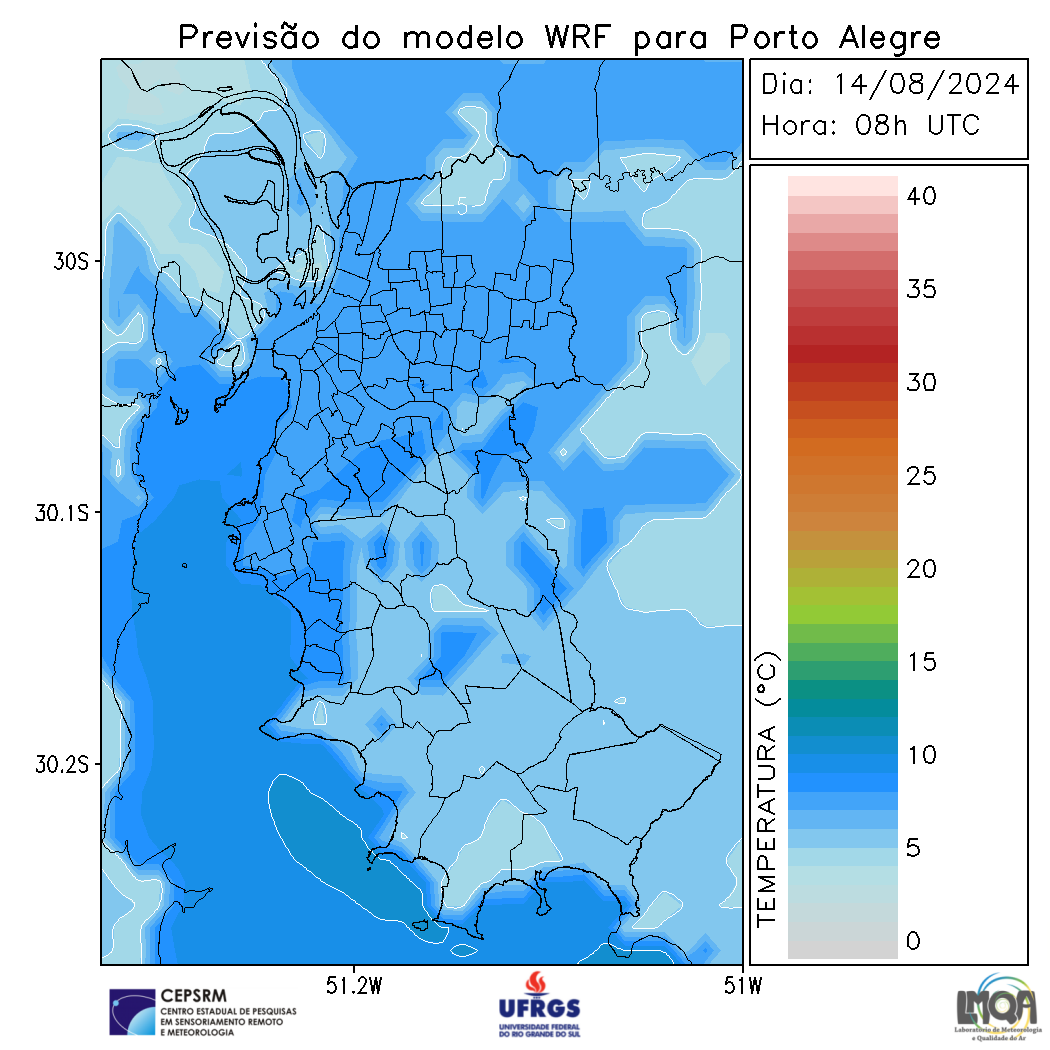 Previsão do modelo WRF para Porto Alegre
Dia: 14/08/2024
Hora: 08h UTC
40
35
30
25
20
15
10
5
0
TEMPERATURA (°C)
5
30S
30.1S
30.2S
51.2W
51W
CEPSRM
CENTRO ESTADUAL DE PESQUISAS
EM SENSORIAMENTO REMOTO
E METEOROLOGIA
UFRGS
UNIVERSIDADE FEDERAL
DO RIO GRANDE DO SUL
LMQA
Laboratório de Meteorologia
e Qualidade do Ar